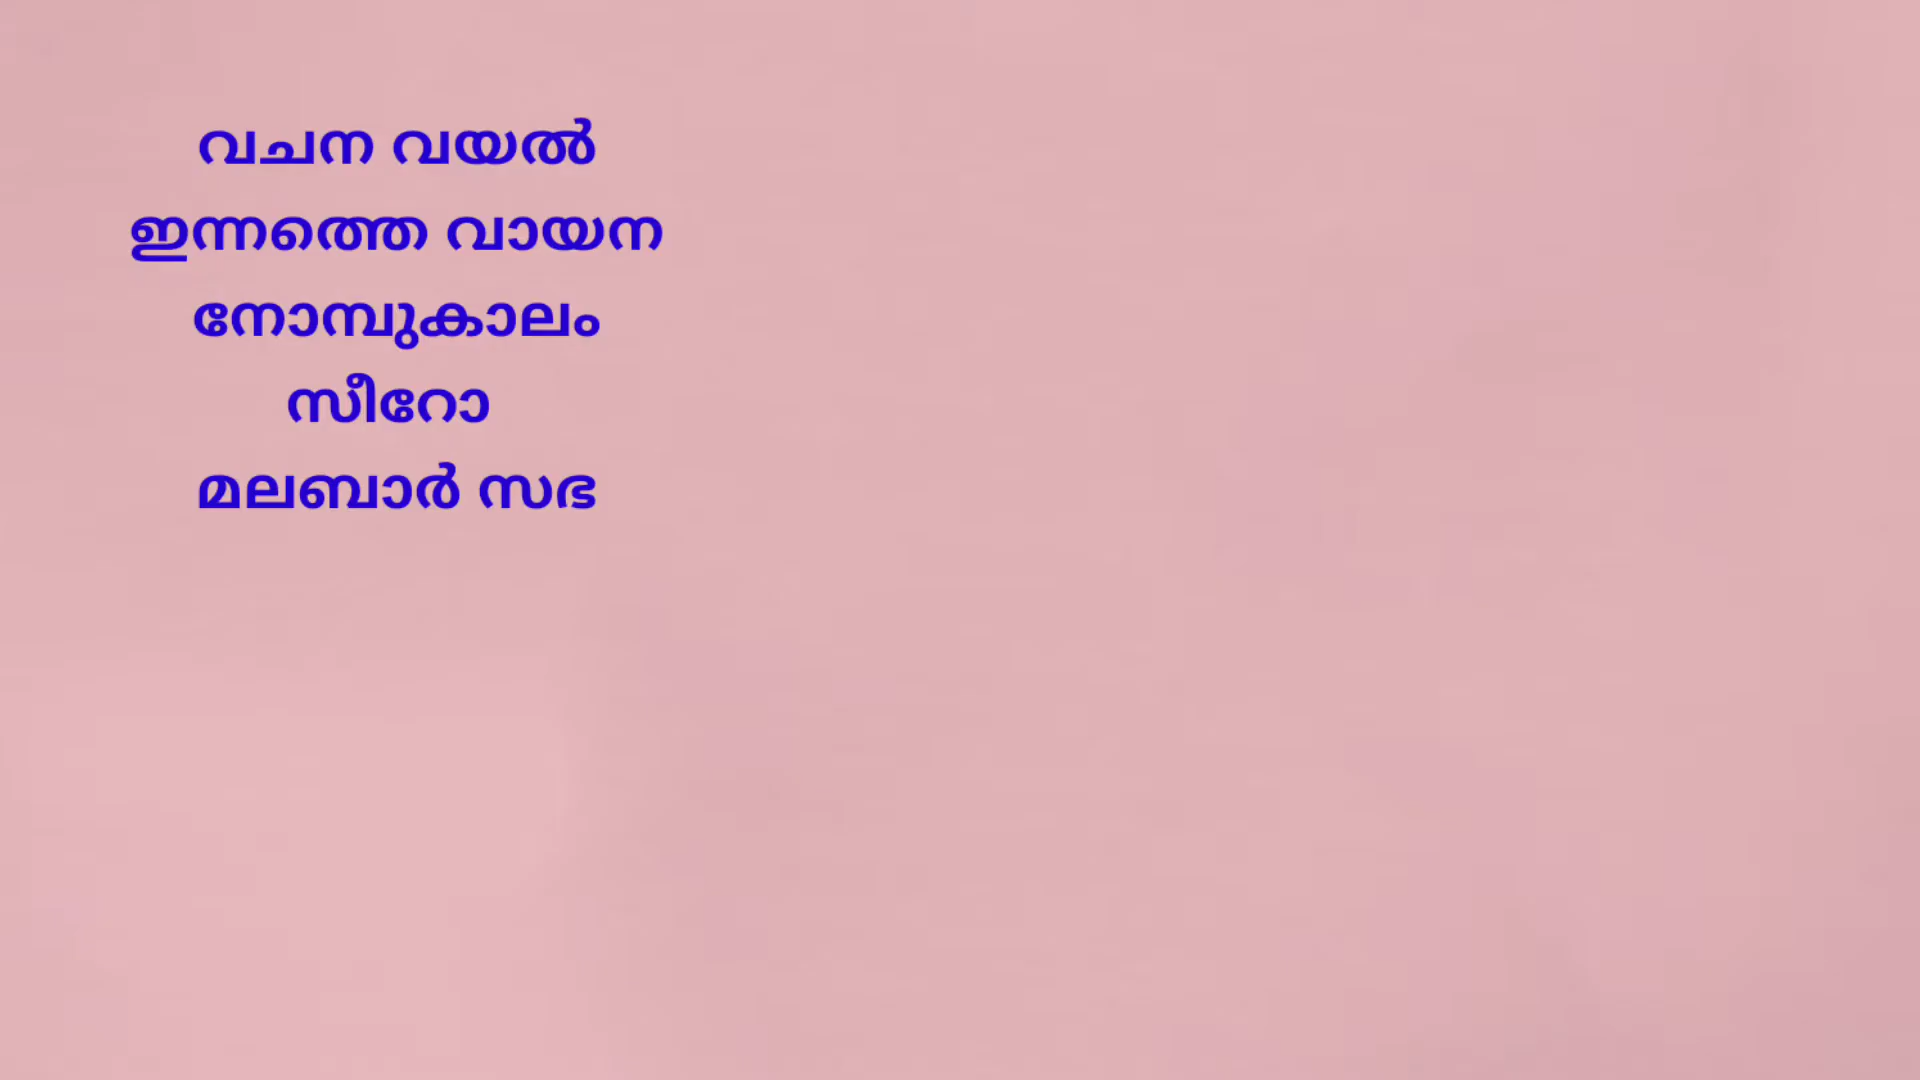 വചന വയൽ
ഇന്നത്തെ വായന
നോമ്പുകാലം
സീറോ
മലബാർ സഭ